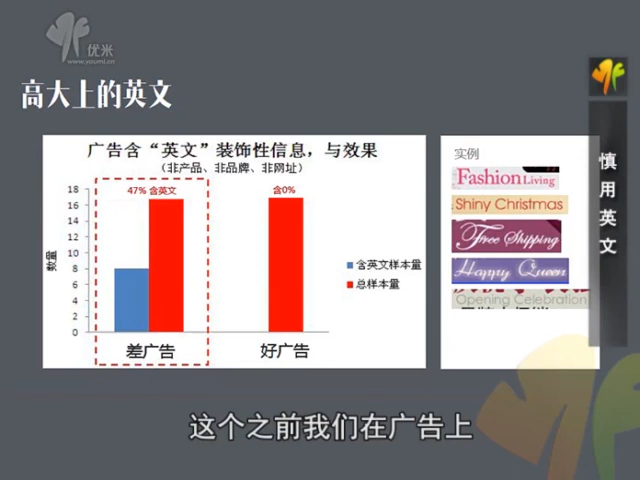 优米
www.youmi.cn
高大上的英文
广告含“英文”装饰性信息，与效果
（非产品、非品牌、非网址）
18
16
14
12
10
8
6
4
2
0
数量
47% 含英文
含0%
差广告
好广告
含英文样本量
总样本量
实例
Fashion Living
Shiny Christmas
Free Shipping
Happy Queen
Opening Celebration
慎用英文
这个之前我们在广告上